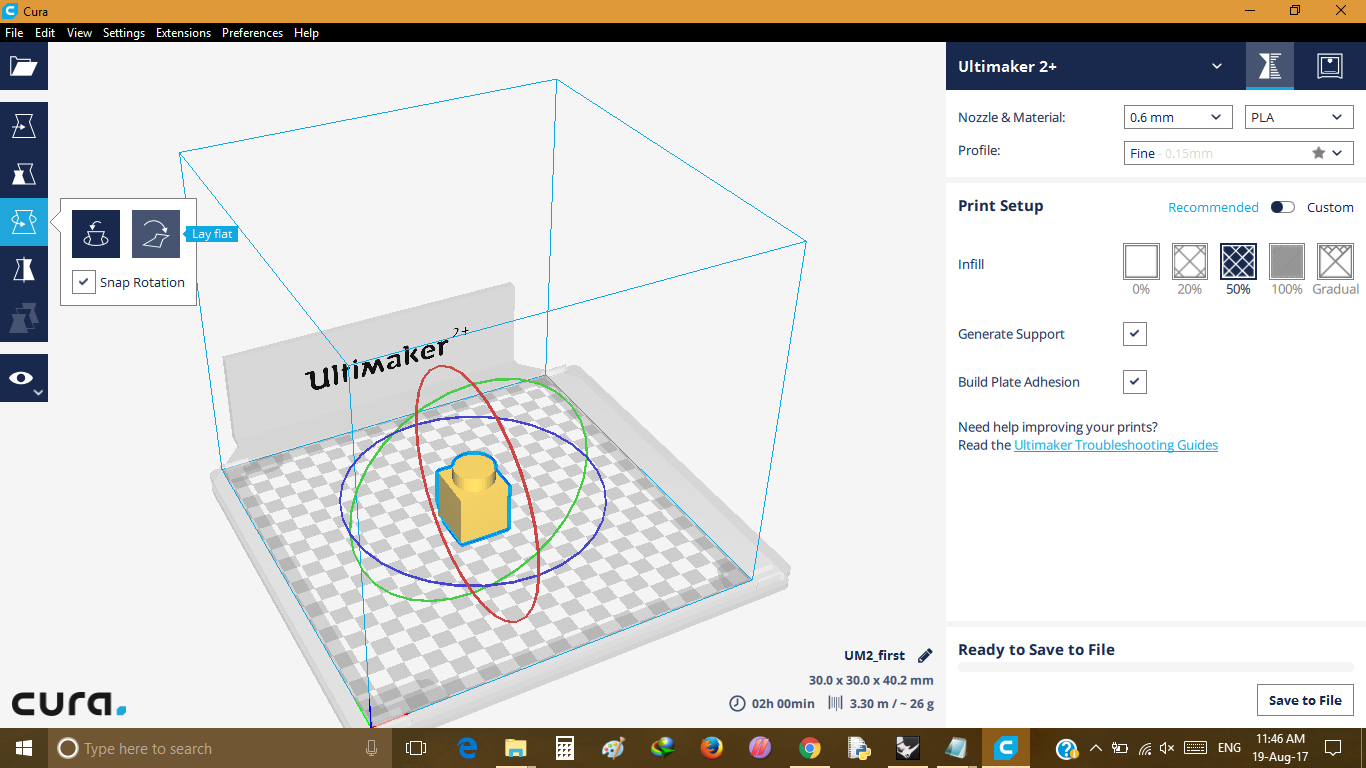 Cura
File Edit View Settings Extensions Preferences Help
Ultimaker 2+
Nozzle & Material: 0.6 mm PLA
Profile: Fine - 0.15mm
Print Setup Recommended Custom
Lay flat
Snap Rotation
Infill
0% 20% 50% 100% Gradual
Generate Support
Build Plate Adhesion
Need help improving your prints?
Read the Ultimaker Troubleshooting Guides
Ultimaker 2+
UM2_first
30.0 x 30.0 x 40.2 mm
02h 00min 3.30 m / ~ 26 g
Ready to Save to File
Save to File
cura.
Type here to search
ENG
11:46 AM
19-Aug-17